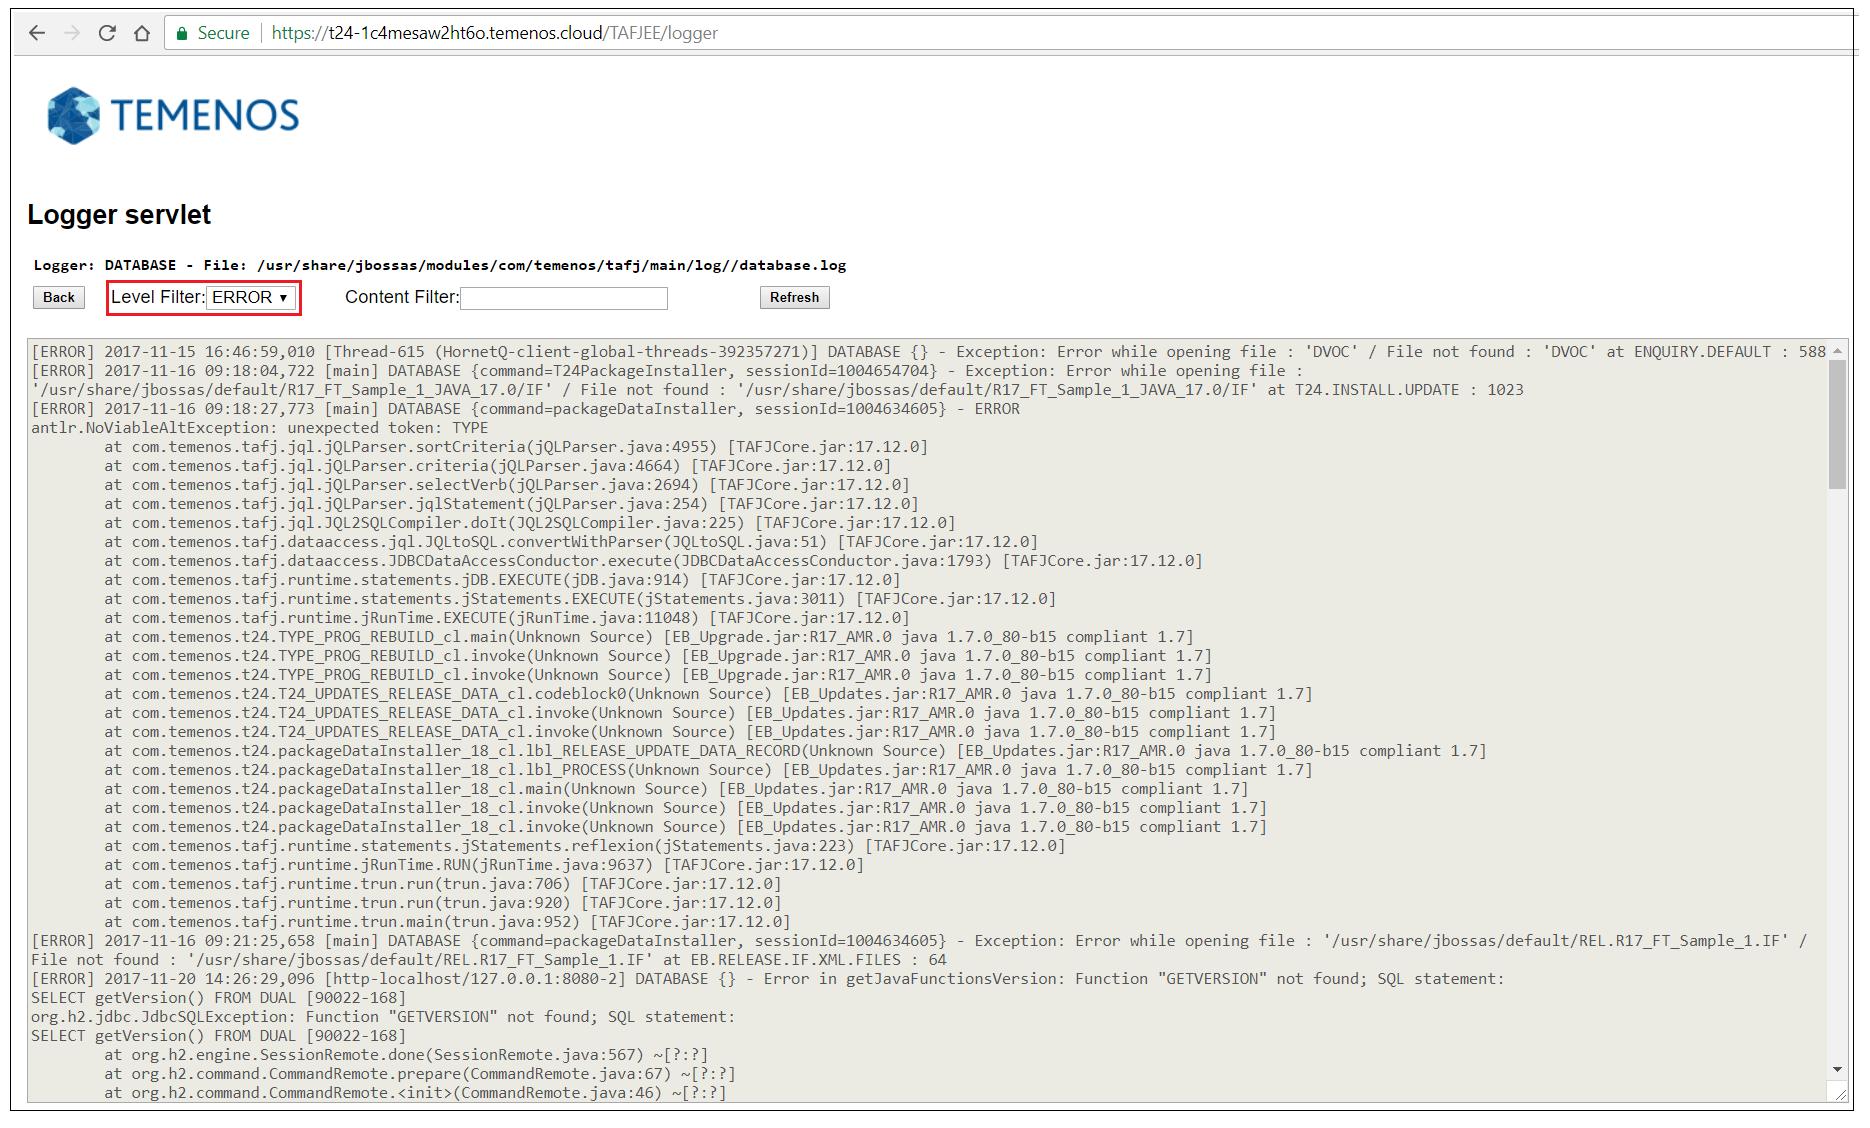 Secure https://t24-1c4mesaw2ht6o.temenos.cloud/TAFJEE/logger
TEMENOS
Logger servlet
Logger: DATABASE - File: /usr/share/jbossas/modules/com/temenos/tafj/main/log//database.log
Back Level Filter: ERROR Content Filter: Refresh
[ERROR] 2017-11-15 16:46:59,010 [Thread-615 (HornetQ-client-global-threads-392357271)] DATABASE {} - Exception: Error while opening file : 'DVOC' / File not found : 'DVOC' at ENQUIRY.DEFAULT : 588
[ERROR] 2017-11-16 09:18:04,722 [main] DATABASE {command=T24PackageInstaller, sessionId=1004654704} - Exception: Error while opening file :
'/usr/share/jbossas/default/R17_FT_Sample_1_JAVA_17.0/IF' / File not found : '/usr/share/jbossas/default/R17_FT_Sample_1_JAVA_17.0/IF' at T24.INSTALL.UPDATE : 1023
[ERROR] 2017-11-16 09:18:27,773 [main] DATABASE {command=packageDataInstaller, sessionId=1004634605} - ERROR
antlr.NoViableAltException: unexpected token: TYPE
at com.temenos.tafj.jql.jQLParser.sortCriteria(jQLParser.java:4955) [TAFJCore.jar:17.12.0]
at com.temenos.tafj.jql.jQLParser.criteria(jQLParser.java:4664) [TAFJCore.jar:17.12.0]
at com.temenos.tafj.jql.jQLParser.selectVerb(jQLParser.java:2694) [TAFJCore.jar:17.12.0]
at com.temenos.tafj.jql.jQLParser.jqlStatement(jQLParser.java:254) [TAFJCore.jar:17.12.0]
at com.temenos.tafj.jql.JQL2SQLCompiler.doIt(JQL2SQLCompiler.java:225) [TAFJCore.jar:17.12.0]
at com.temenos.tafj.dataaccess.jql.JQLtoSQL.convertWithParser(JQLtoSQL.java:51) [TAFJCore.jar:17.12.0]
at com.temenos.tafj.dataaccess.JDBCDataAccessConductor.execute(JDBCDataAccessConductor.java:1793) [TAFJCore.jar:17.12.0]
at com.temenos.tafj.runtime.statements.jDB.EXECUTE(jDB.java:914) [TAFJCore.jar:17.12.0]
at com.temenos.tafj.runtime.statements.jStatements.EXECUTE(jStatements.java:3011) [TAFJCore.jar:17.12.0]
at com.temenos.tafj.runtime.jRunTime.EXECUTE(jRunTime.java:11048) [TAFJCore.jar:17.12.0]
at com.temenos.t24.TYPE_PROG_REBUILD_cl.main(Unknown Source) [EB_Upgrade.jar:R17_AMR.0 java 1.7.0_80-b15 compliant 1.7]
at com.temenos.t24.TYPE_PROG_REBUILD_cl.invoke(Unknown Source) [EB_Upgrade.jar:R17_AMR.0 java 1.7.0_80-b15 compliant 1.7]
at com.temenos.t24.TYPE_PROG_REBUILD_cl.invoke(Unknown Source) [EB_Upgrade.jar:R17_AMR.0 java 1.7.0_80-b15 compliant 1.7]
at com.temenos.t24.T24_UPDATES_RELEASE_DATA_cl.codeblock0(Unknown Source) [EB_Updates.jar:R17_AMR.0 java 1.7.0_80-b15 compliant 1.7]
at com.temenos.t24.T24_UPDATES_RELEASE_DATA_cl.invoke(Unknown Source) [EB_Updates.jar:R17_AMR.0 java 1.7.0_80-b15 compliant 1.7]
at com.temenos.t24.T24_UPDATES_RELEASE_DATA_cl.invoke(Unknown Source) [EB_Updates.jar:R17_AMR.0 java 1.7.0_80-b15 compliant 1.7]
at com.temenos.t24.packageDataInstaller_18_cl.lbl_RELEASE_UPDATE_DATA_RECORD(Unknown Source) [EB_Updates.jar:R17_AMR.0 java 1.7.0_80-b15 compliant 1.7]
at com.temenos.t24.packageDataInstaller_18_cl.lbl_PROCESS(Unknown Source) [EB_Updates.jar:R17_AMR.0 java 1.7.0_80-b15 compliant 1.7]
at com.temenos.t24.packageDataInstaller_18_cl.main(Unknown Source) [EB_Updates.jar:R17_AMR.0 java 1.7.0_80-b15 compliant 1.7]
at com.temenos.t24.packageDataInstaller_18_cl.invoke(Unknown Source) [EB_Updates.jar:R17_AMR.0 java 1.7.0_80-b15 compliant 1.7]
at com.temenos.t24.packageDataInstaller_18_cl.invoke(Unknown Source) [EB_Updates.jar:R17_AMR.0 java 1.7.0_80-b15 compliant 1.7]
at com.temenos.tafj.runtime.statements.jStatements.reflexion(jStatements.java:223) [TAFJCore.jar:17.12.0]
at com.temenos.tafj.runtime.jRunTime.RUN(jRunTime.java:9637) [TAFJCore.jar:17.12.0]
at com.temenos.tafj.runtime.trun.run(trun.java:706) [TAFJCore.jar:17.12.0]
at com.temenos.tafj.runtime.trun.run(trun.java:920) [TAFJCore.jar:17.12.0]
at com.temenos.tafj.runtime.trun.main(trun.java:952) [TAFJCore.jar:17.12.0]
[ERROR] 2017-11-16 09:21:25,658 [main] DATABASE {command=packageDataInstaller, sessionId=1004634605} - Exception: Error while opening file : '/usr/share/jbossas/default/REL.R17_FT_Sample_1.IF' /
File not found : '/usr/share/jbossas/default/REL.R17_FT_Sample_1.IF' at EB.RELEASE.IF.XML.FILES : 64
[ERROR] 2017-11-20 14:26:29,096 [http-localhost/127.0.0.1:8080-2] DATABASE {} - Error in getJavaFunctionsVersion: Function "GETVERSION" not found; SQL statement:
SELECT getVersion() FROM DUAL [90022-168]
org.h2.jdbc.JdbcSQLException: Function "GETVERSION" not found; SQL statement:
SELECT getVersion() FROM DUAL [90022-168]
at org.h2.engine.SessionRemote.done(SessionRemote.java:567) ~[?:?]
at org.h2.command.CommandRemote.prepare(CommandRemote.java:67) ~[?:?]
at org.h2.command.CommandRemote.<init>(CommandRemote.java:46) ~[?:?]